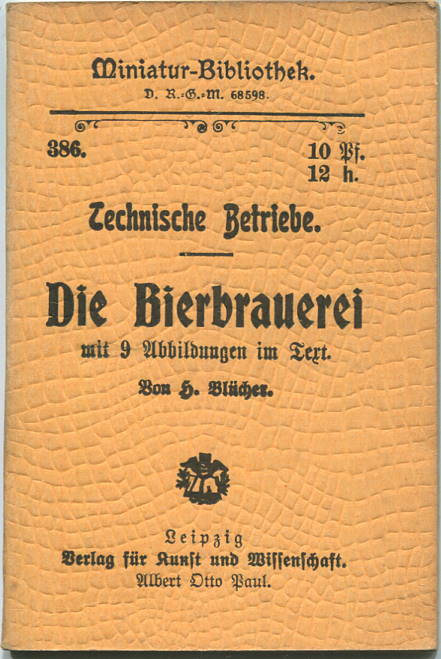 Miniatur-Bibliothek.
D. R.-G.-M. 68598.
386.
10 Pf.
12 h.
Technische Betriebe.
Die Bierbrauerei
mit 9 Abbildungen im Text.
Von H. Blücher.
Leipzig
Verlag für Kunst und Wissenschaft.
Albert Otto Paul.